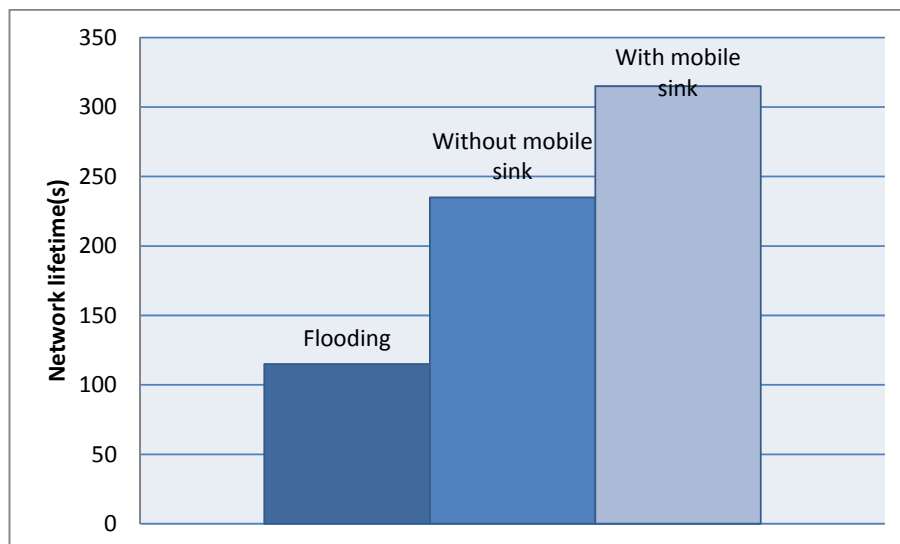 Network lifetime(s)
350
300
250
200
150
100
50
0
Flooding
Without mobile
sink
With mobile
sink